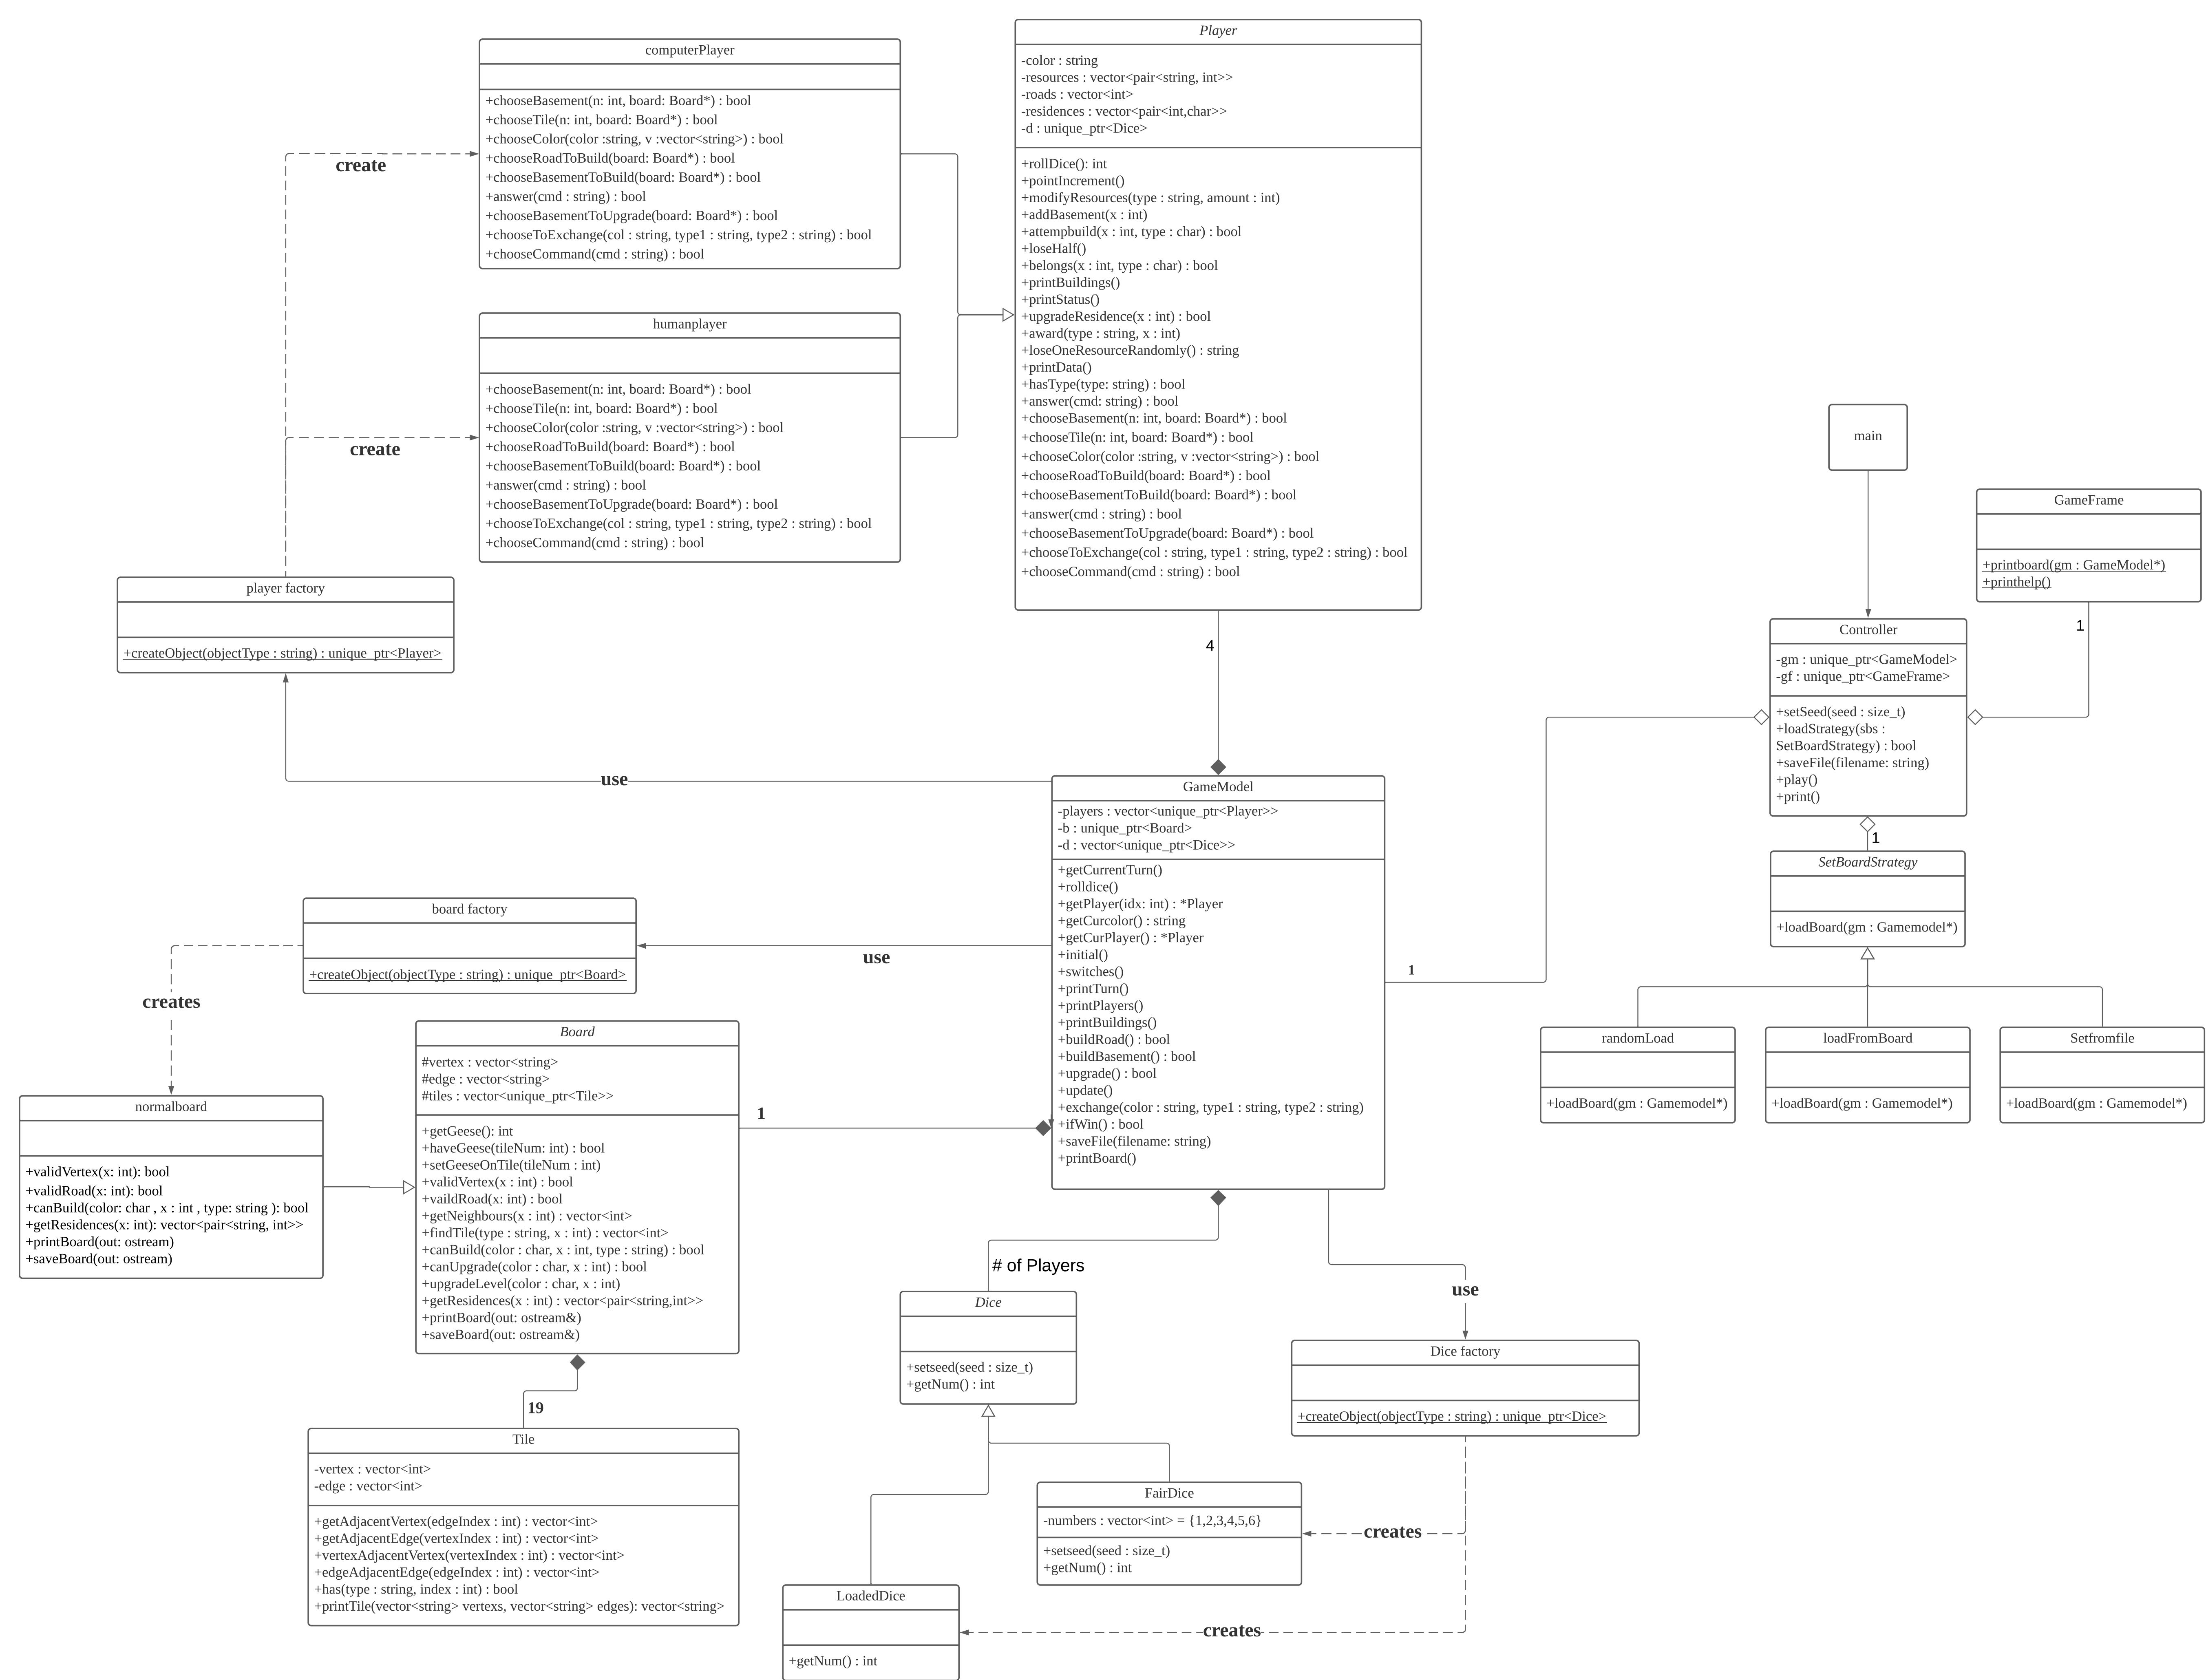 computerPlayer
+chooseBasement(n: int, board: Board*) : bool
+chooseTile(n: int, board: Board*) : bool
+chooseColor(color :string, v :vector<string>) : bool
+chooseRoadToBuild(board: Board*) : bool
+chooseBasementToBuild(board: Board*) : bool
+answer(cmd : string) : bool
+chooseBasementToUpgrade(board: Board*) : bool
+chooseToExchange(col : string, type1 : string, type2 : string) : bool
+chooseCommand(cmd : string) : bool
create
humanplayer
+chooseBasement(n: int, board: Board*) : bool
+chooseTile(n: int, board: Board*) : bool
+chooseColor(color :string, v :vector<string>) : bool
+chooseRoadToBuild(board: Board*) : bool
+chooseBasementToBuild(board: Board*) : bool
+answer(cmd : string) : bool
+chooseBasementToUpgrade(board: Board*) : bool
+chooseToExchange(col : string, type1 : string, type2 : string) : bool
+chooseCommand(cmd : string) : bool
create
player factory
+createObject(objectType : string) : unique_ptr<Player>
use
Player
-color : string
-resources : vector<pair<string, int>>
-roads : vector<int>
-residences : vector<pair<int,char>>
-d : unique_ptr<Dice>
+rollDice(): int
+pointIncrement()
+modifyResources(type : string, amount : int)
+addBasement(x : int)
+attempbuild(x : int, type : char) : bool
+loseHalf()
+belongs(x : int, type : char) : bool
+printBuildings()
+printStatus()
+upgradeResidence(x : int) : bool
+award(type : string, x : int)
+loseOneResourceRandomly() : string
+printData()
+hasType(type: string) : bool
+answer(cmd: string) : bool
+chooseBasement(n: int, board: Board*) : bool
+chooseTile(n: int, board: Board*) : bool
+chooseColor(color :string, v :vector<string>) : bool
+chooseRoadToBuild(board: Board*) : bool
+chooseBasementToBuild(board: Board*) : bool
+answer(cmd : string) : bool
+chooseBasementToUpgrade(board: Board*) : bool
+chooseToExchange(col : string, type1 : string, type2 : string) : bool
+chooseCommand(cmd : string) : bool
4
main
GameFrame
+printboard(gm : GameModel*)
+printhelp()
1
Controller
-gm : unique_ptr<GameModel>
-gf : unique_ptr<GameFrame>
+setSeed(seed : size_t)
+loadStrategy(sbs :
SetBoardStrategy) : bool
+saveFile(filename: string)
+play()
+print()
1
SetBoardStrategy
+loadBoard(gm : Gamemodel*)
randomLoad
+loadBoard(gm : Gamemodel*)
loadFromBoard
+loadBoard(gm : Gamemodel*)
Setfromfile
+loadBoard(gm : Gamemodel*)
GameModel
-players : vector<unique_ptr<Player>>
-b : unique_ptr<Board>
-d : vector<unique_ptr<Dice>>
+getCurrentTurn()
+rolldice()
+getPlayer(idx: int) : *Player
+getCurcolor() : string
+getCurPlayer() : *Player
+initial()
+switches()
+printTurn()
+printPlayers()
+printBuildings()
+buildRoad() : bool
+buildBasement() : bool
+upgrade() : bool
+update()
+exchange(color : string, type1 : string, type2 : string)
+ifWin() : bool
+saveFile(filename: string)
+printBoard()
1
board factory
+createObject(objectType : string) : unique_ptr<Board>
use
creates
normalboard
+validVertex(x: int): bool
+validRoad(x: int): bool
+canBuild(color: char , x : int , type: string ): bool
+getResidences(x: int): vector<pair<string, int>>
+printBoard(out: ostream)
+saveBoard(out: ostream)
Board
#vertex : vector<string>
#edge : vector<string>
#tiles : vector<unique_ptr<Tile>>
+getGeese(): int
+haveGeese(tileNum: int) : bool
+setGeeseOnTile(tileNum : int)
+validVertex(x : int) : bool
+vaildRoad(x: int) : bool
+getNeighbours(x : int) : vector<int>
+findTile(type : string, x : int) : vector<int>
+canBuild(color : char, x : int, type : string) : bool
+canUpgrade(color : char, x : int) : bool
+upgradeLevel(color : char, x : int)
+getResidences(x : int) : vector<pair<string,int>>
+printBoard(out: ostream&)
+saveBoard(out: ostream&)
1
19
Tile
-vertex : vector<int>
-edge : vector<int>
+getAdjacentVertex(edgeIndex : int) : vector<int>
+getAdjacentEdge(vertexIndex : int) : vector<int>
+vertexAdjacentVertex(vertexIndex : int) : vector<int>
+edgeAdjacentEdge(edgeIndex : int) : vector<int>
+has(type : string, index : int) : bool
+printTile(vector<string> vertexs, vector<string> edges): vector<string>
# of Players
Dice
+setseed(seed : size_t)
+getNum() : int
use
Dice factory
+createObject(objectType : string) : unique_ptr<Dice>
FairDice
-numbers : vector<int> = {1,2,3,4,5,6}
+setseed(seed : size_t)
+getNum() : int
creates
LoadedDice
+getNum() : int
creates